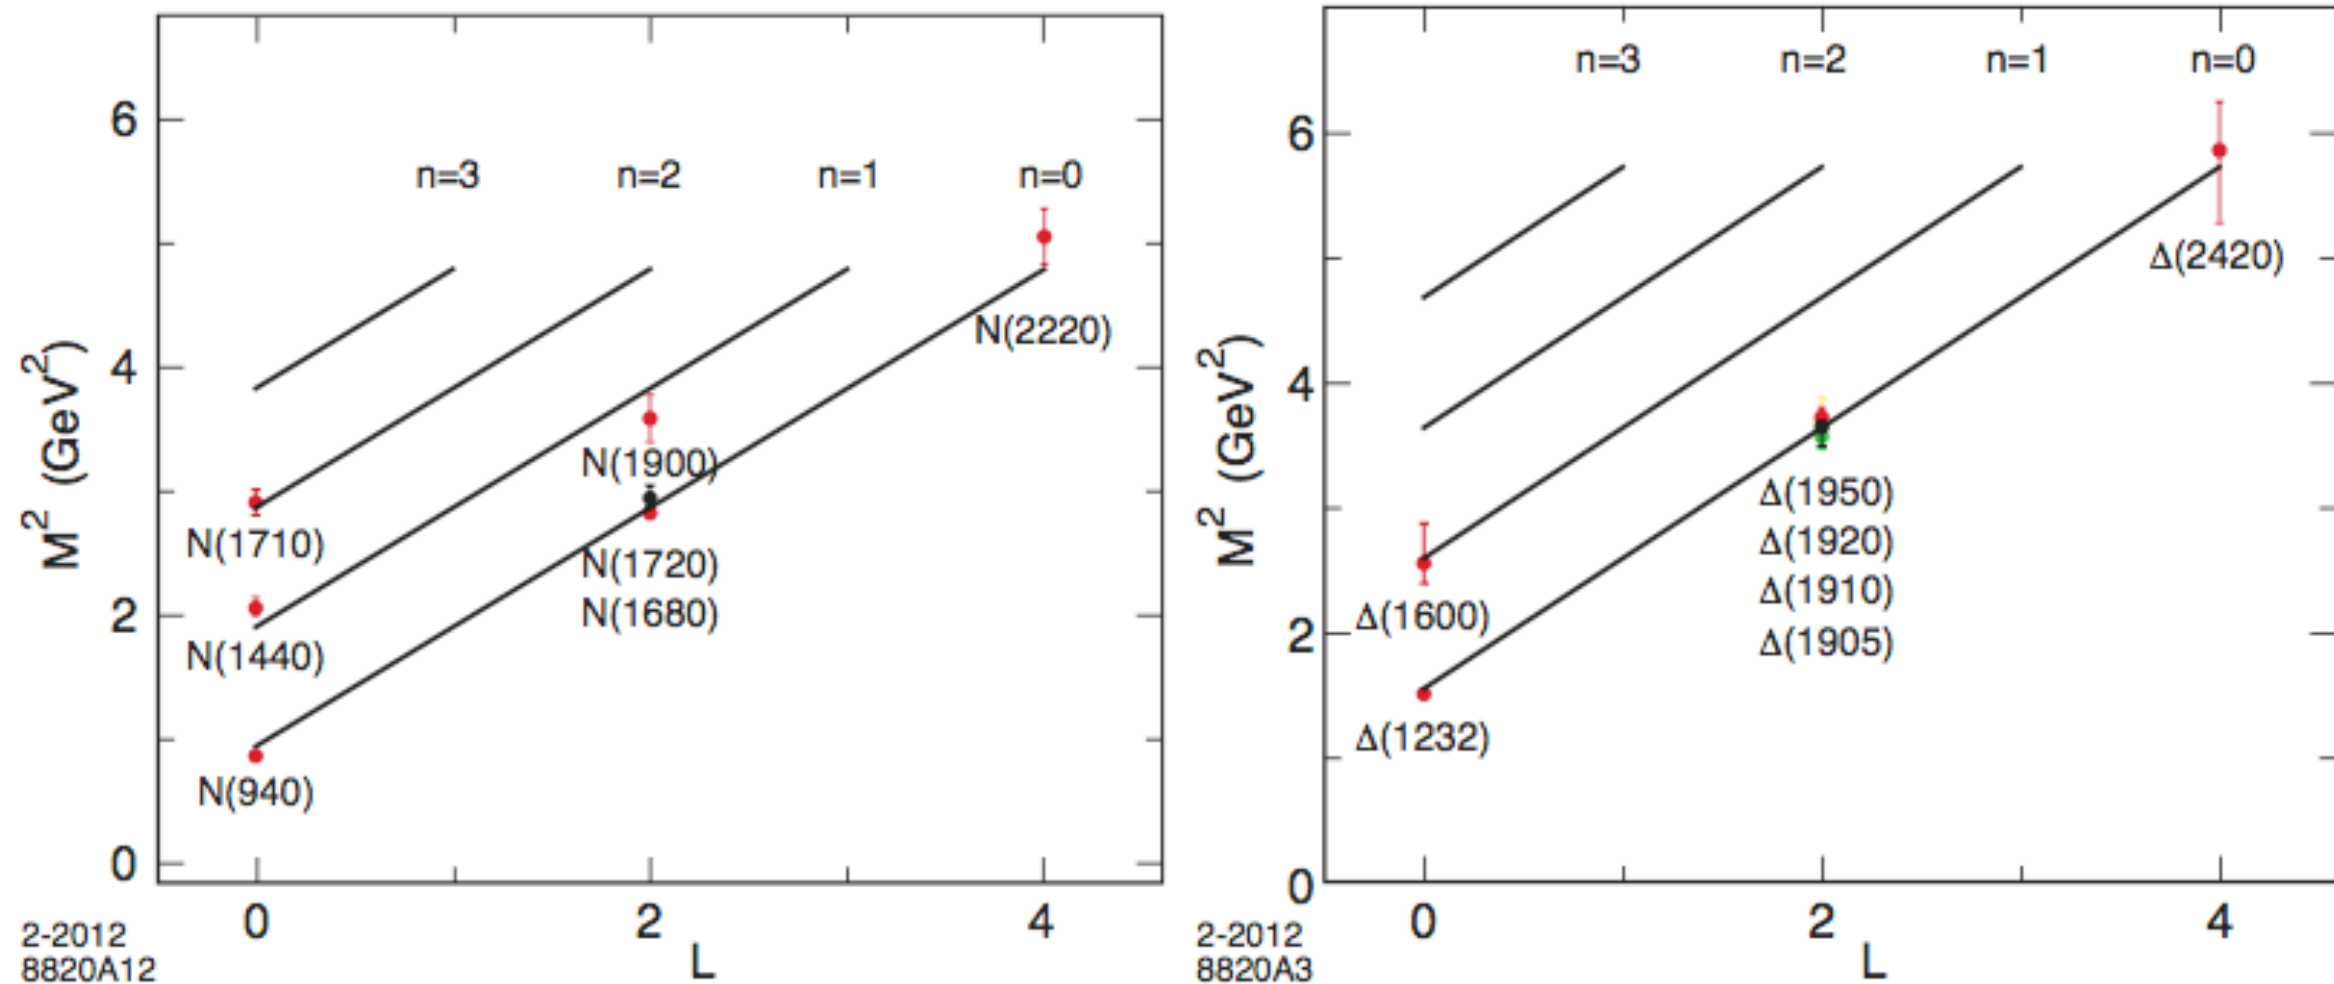 n=3 n=2 n=1 n=0
6
4
2
0
M² (GeV²)
N(2220)
N(1900)
N(1710)
N(1720)
N(1680)
N(1440)
N(940)
0 2 4
L
2-2012
8820A12
n=3 n=2 n=1 n=0
6
4
2
0
M² (GeV²)
Δ(2420)
Δ(1950)
Δ(1920)
Δ(1910)
Δ(1905)
Δ(1600)
Δ(1232)
0 2 4
L
2-2012
8820A3